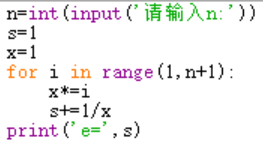 n=int(input('请输入n:'))
s=1
x=1
for i in range(1,n+1):
    x*=i
    s+=1/x
print('e=',s)